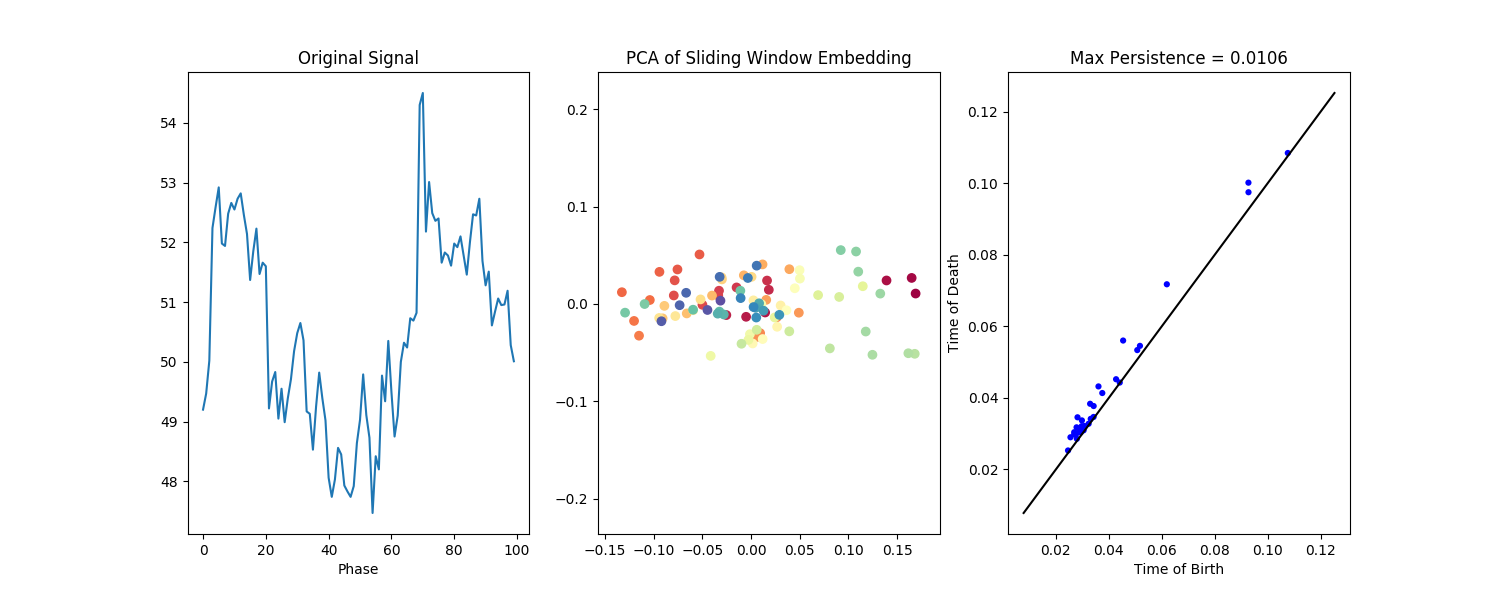 Original Signal
54
53
52
51
50
49
48
0 20 40 60 80 100
Phase
PCA of Sliding Window Embedding
0.2
0.1
0.0
−0.1
−0.2
−0.15 −0.10 −0.05 0.00 0.05 0.10 0.15
Max Persistence = 0.0106
Time of Death
0.12
0.10
0.08
0.06
0.04
0.02
0.02 0.04 0.06 0.08 0.10 0.12
Time of Birth